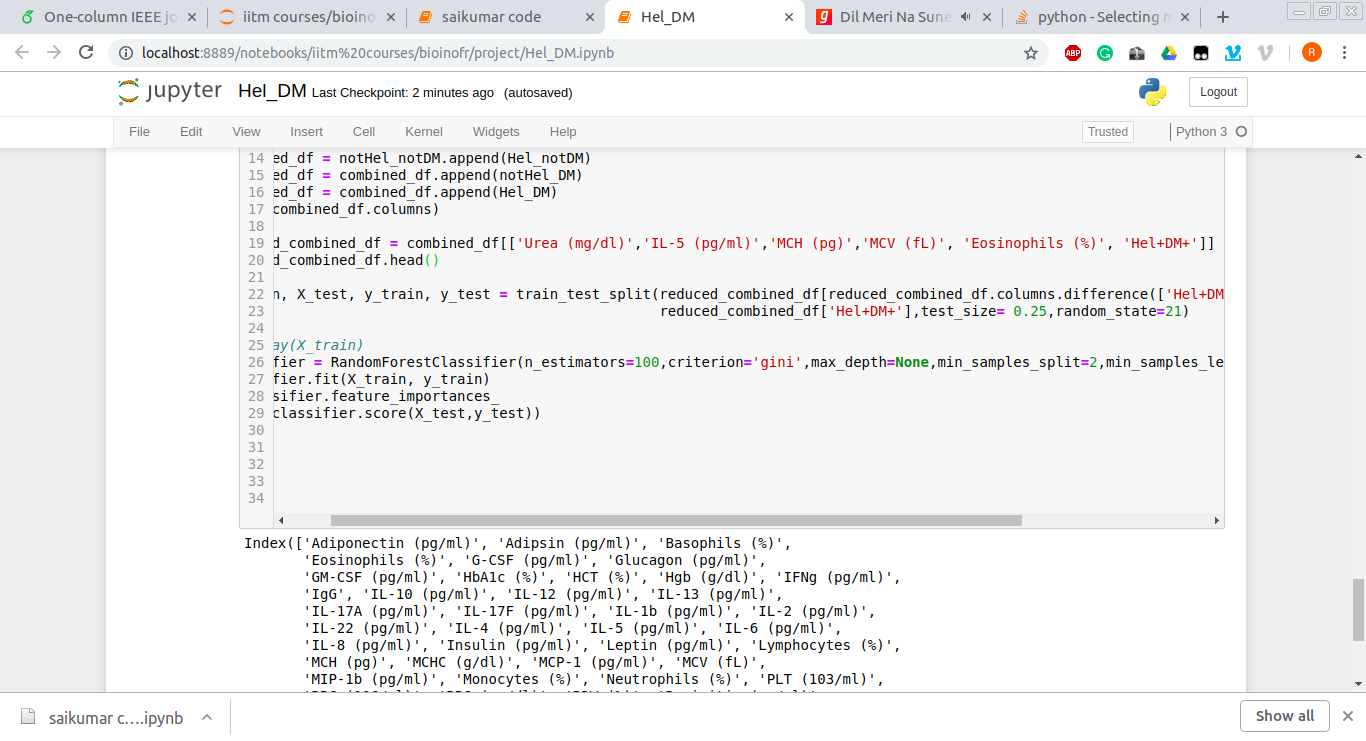 One-column IEEE jo
iitm courses/bioino
saikumar code
Hel_DM
Dil Meri Na Sune
python - Selecting m
localhost:8889/notebooks/iitm%20courses/bioinofr/project/Hel_DM.ipynb
ABP
R
jupyter Hel_DM Last Checkpoint: 2 minutes ago (autosaved)
Logout
File Edit View Insert Cell Kernel Widgets Help
Trusted
Python 3
14 ed_df = notHel_notDM.append(Hel_notDM)
15 ed_df = combined_df.append(notHel_DM)
16 ed_df = combined_df.append(Hel_DM)
17 combined_df.columns)
18
19 d_combined_df = combined_df[['Urea (mg/dl)','IL-5 (pg/ml)','MCH (pg)','MCV (fL)', 'Eosinophils (%)', 'Hel+DM+']]
20 d_combined_df.head()
21
22 n, X_test, y_train, y_test = train_test_split(reduced_combined_df[reduced_combined_df.columns.difference(['Hel+DM
23 reduced_combined_df['Hel+DM+'],test_size= 0.25,random_state=21)
24
25 ay(X_train)
26 fier = RandomForestClassifier(n_estimators=100,criterion='gini',max_depth=None,min_samples_split=2,min_samples_le
27 fier.fit(X_train, y_train)
28 sifier.feature_importances_
29 classifier.score(X_test,y_test))
30
31
32
33
34
Index(['Adiponectin (pg/ml)', 'Adipsin (pg/ml)', 'Basophils (%)',
'Eosinophils (%)', 'G-CSF (pg/ml)', 'Glucagon (pg/ml)',
'GM-CSF (pg/ml)', 'HbA1c (%)', 'HCT (%)', 'Hgb (g/dl)', 'IFNg (pg/ml)',
'IgG', 'IL-10 (pg/ml)', 'IL-12 (pg/ml)', 'IL-13 (pg/ml)',
'IL-17A (pg/ml)', 'IL-17F (pg/ml)', 'IL-1b (pg/ml)', 'IL-2 (pg/ml)',
'IL-22 (pg/ml)', 'IL-4 (pg/ml)', 'IL-5 (pg/ml)', 'IL-6 (pg/ml)',
'IL-8 (pg/ml)', 'Insulin (pg/ml)', 'Leptin (pg/ml)', 'Lymphocytes (%)',
'MCH (pg)', 'MCHC (g/dl)', 'MCP-1 (pg/ml)', 'MCV (fL)',
'MIP-1b (pg/ml)', 'Monocytes (%)', 'Neutrophils (%)', 'PLT (103/ml)',
saikumar c....ipynb
Show all